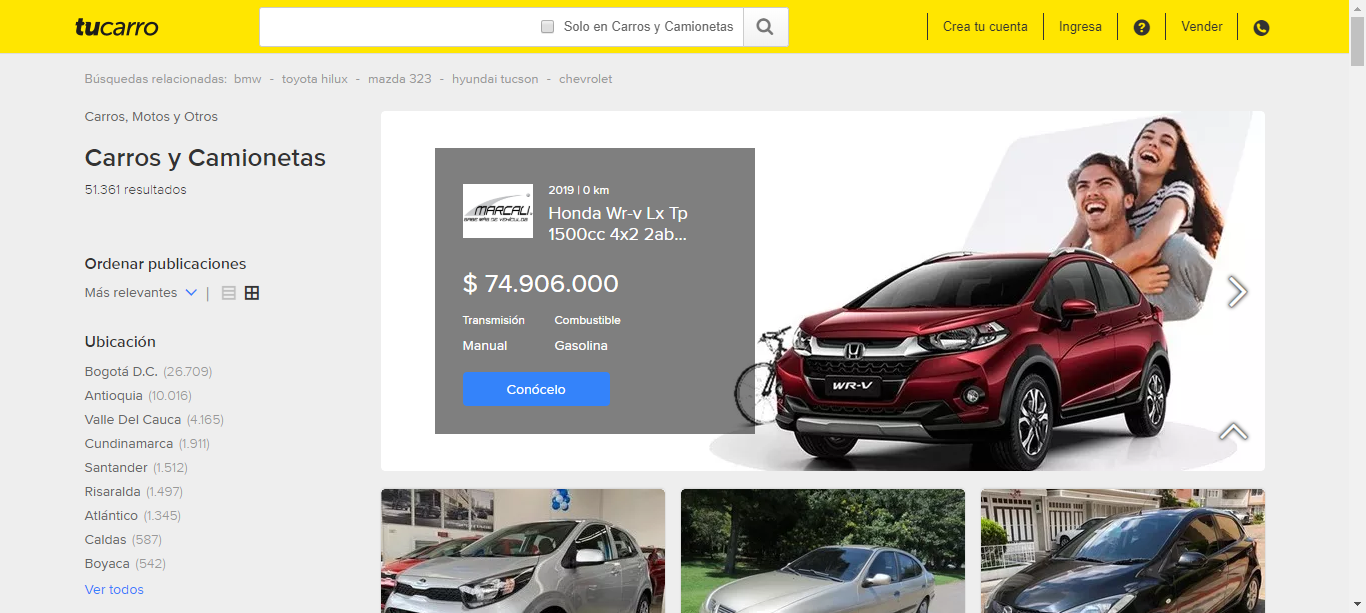 tucarro
Solo en Carros y Camionetas
Crea tu cuenta
Ingresa
?
Vender
Búsquedas relacionadas: bmw - toyota hilux - mazda 323 - hyundai tucson - chevrolet
Carros, Motos y Otros
Carros y Camionetas
51.361 resultados
Ordenar publicaciones
Más relevantes |
Ubicación
Bogotá D.C. (26.709)
Antioquia (10.016)
Valle Del Cauca (4.165)
Cundinamarca (1.911)
Santander (1.512)
Risaralda (1.497)
Atlántico (1.345)
Caldas (587)
Boyaca (542)
Ver todos
MARCALI
2019 | 0 km
Honda Wr-v Lx Tp
1500cc 4x2 2ab...
$ 74.906.000
Transmisión Combustible
Manual Gasolina
Conócelo
WR-V